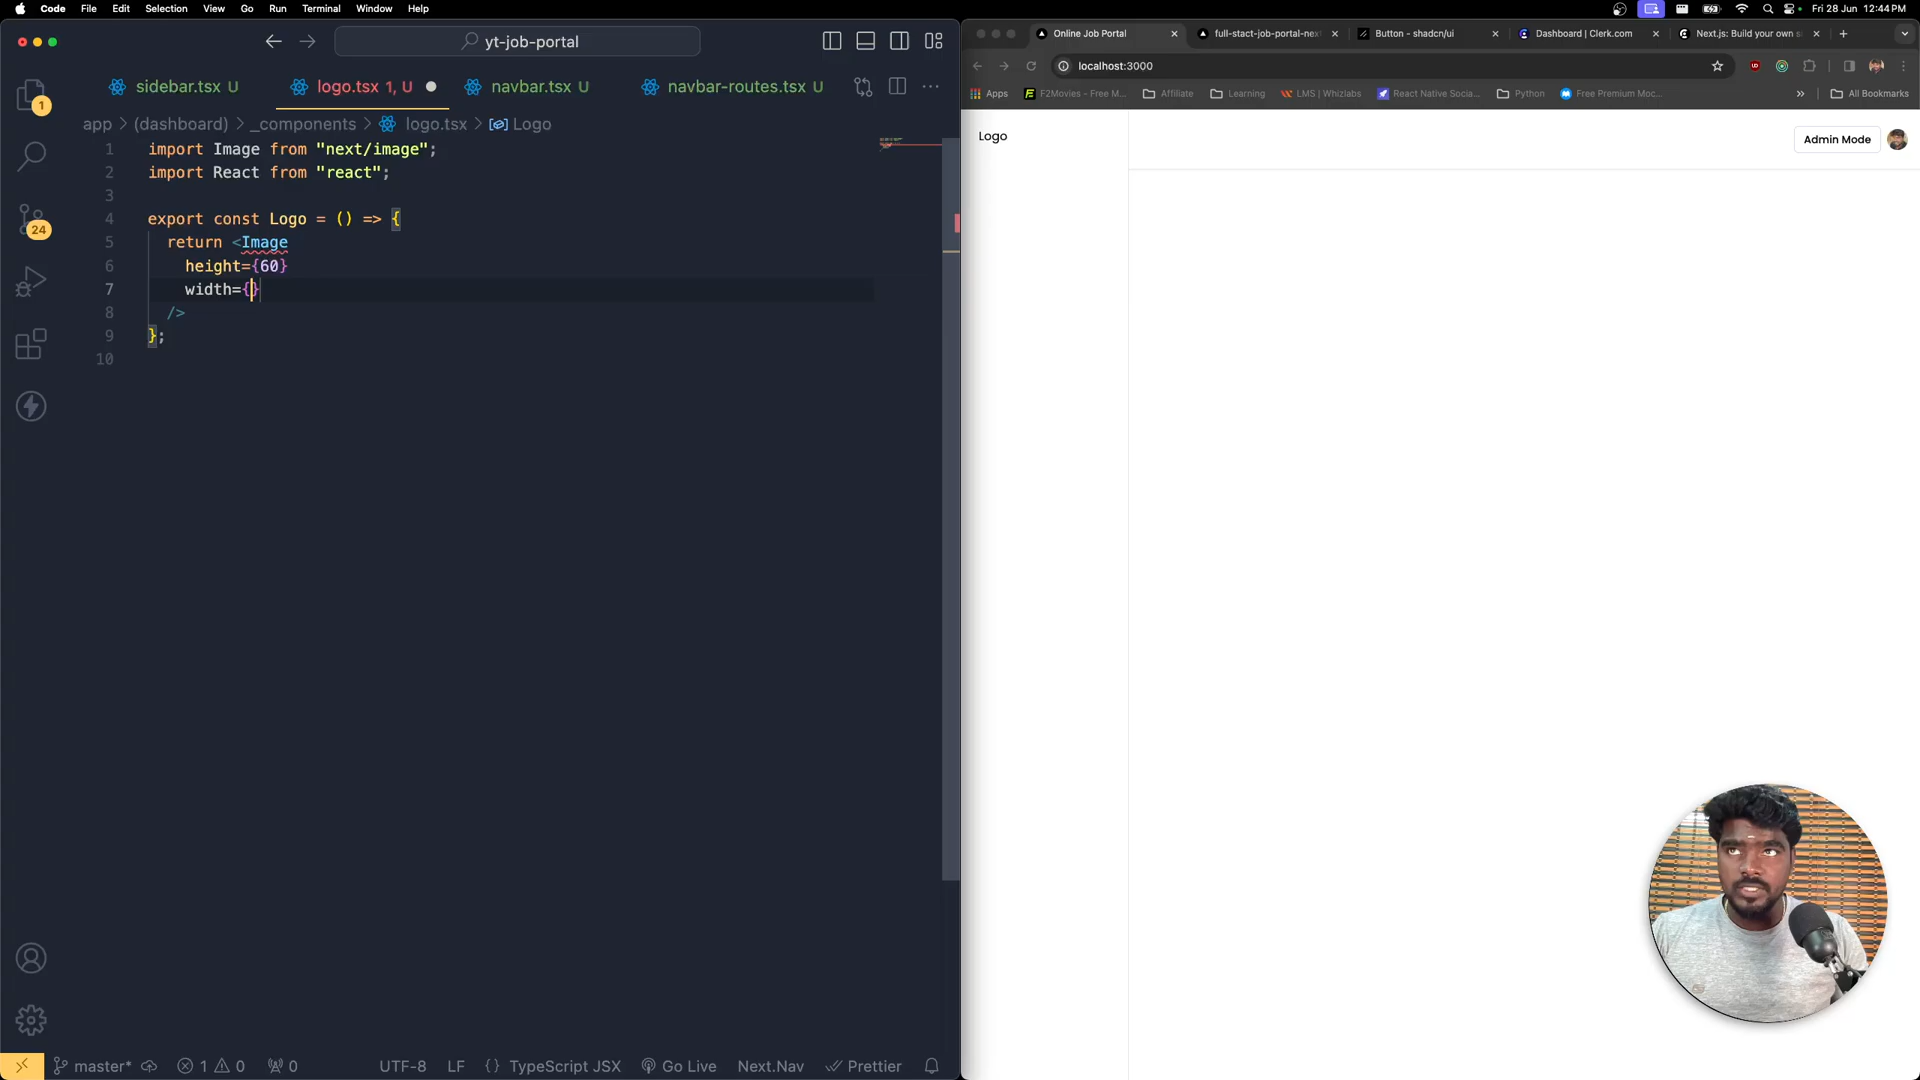 Code File Edit Selection View Go Run Terminal Window Help
Fri 28 Jun 12:44 PM
yt-job-portal
sidebar.tsx U
logo.tsx 1, U
navbar.tsx U
navbar-routes.tsx U
app > (dashboard) > _components > logo.tsx > Logo
1 import Image from "next/image";
2 import React from "react";
3
4 export const Logo = () => {
5 return <Image
6 height={60}
7 width={}
8 />
9 };
10
1
24
master* 1 0 0 UTF-8 LF {} TypeScript JSX Go Live Next.Nav Prettier
Online Job Portal
full-stact-job-portal-nex
Button - shadcn/ui
Dashboard | Clerk.com
Next.js: Build your own s
localhost:3000
Apps F2Movies - Free M... Affiliate Learning LMS | Whizlabs React Native Socia... Python Free Premium Moc... » All Bookmarks
Logo
Admin Mode